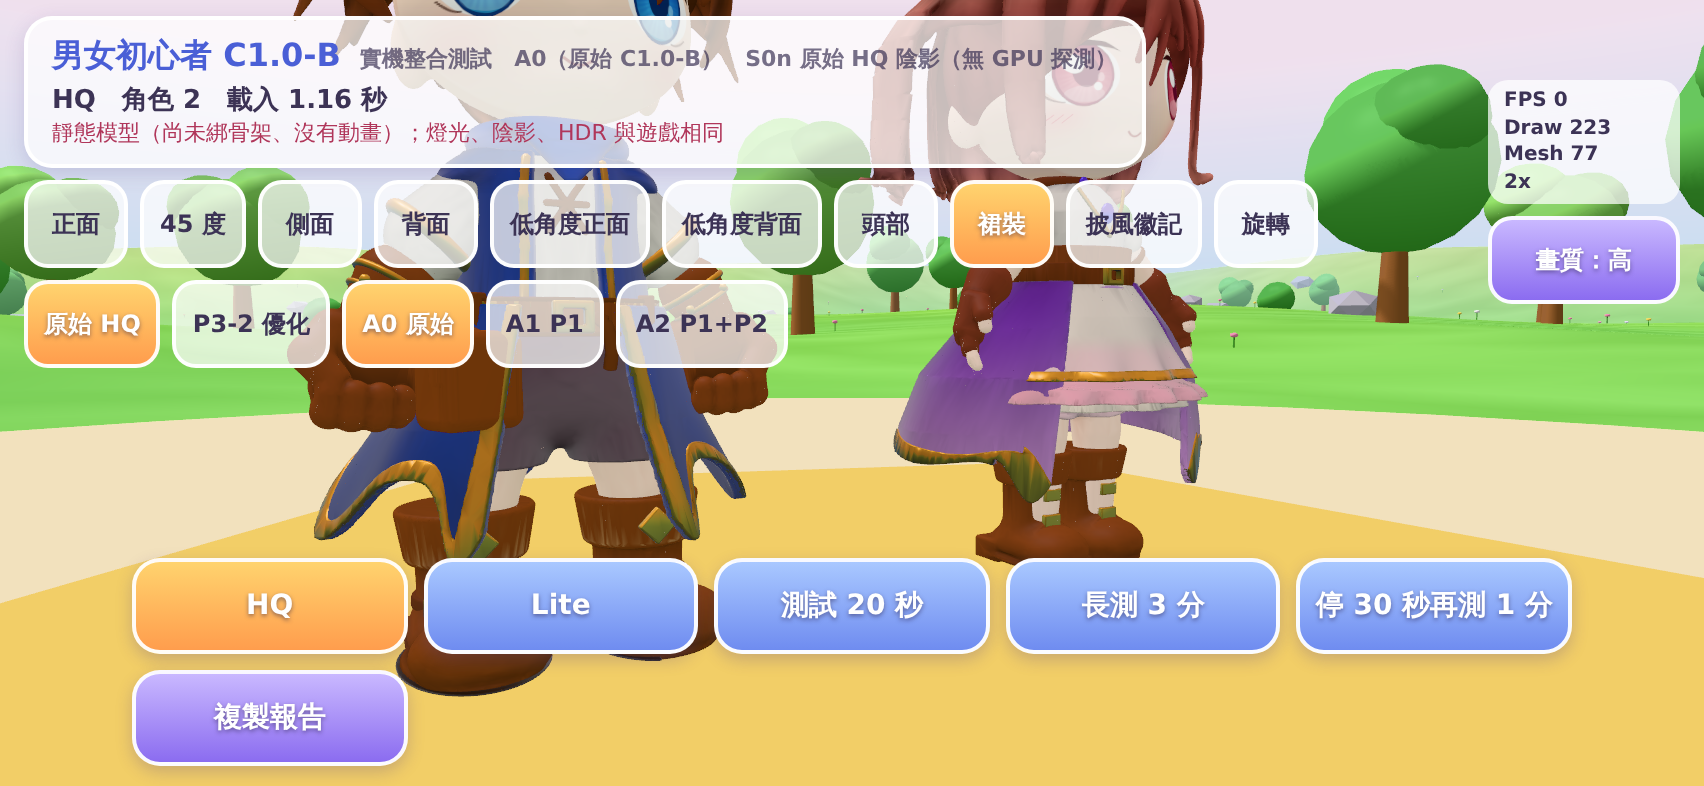 男女初心者 C1.0-B 實機整合測試 A0（原始 C1.0-B） S0n 原始 HQ 陰影（無 GPU 探測）
HQ 角色 2 載入 1.16 秒
靜態模型（尚未綁骨架、沒有動畫）；燈光、陰影、HDR 與遊戲相同
FPS 0
Draw 223
Mesh 77
2x
正面 45 度 側面 背面 低角度正面 低角度背面 頭部 裙裝 披風徽記 旋轉
畫質：高
原始 HQ P3-2 優化 A0 原始 A1 P1 A2 P1+P2
HQ Lite 測試 20 秒 長測 3 分 停 30 秒再測 1 分
複製報告